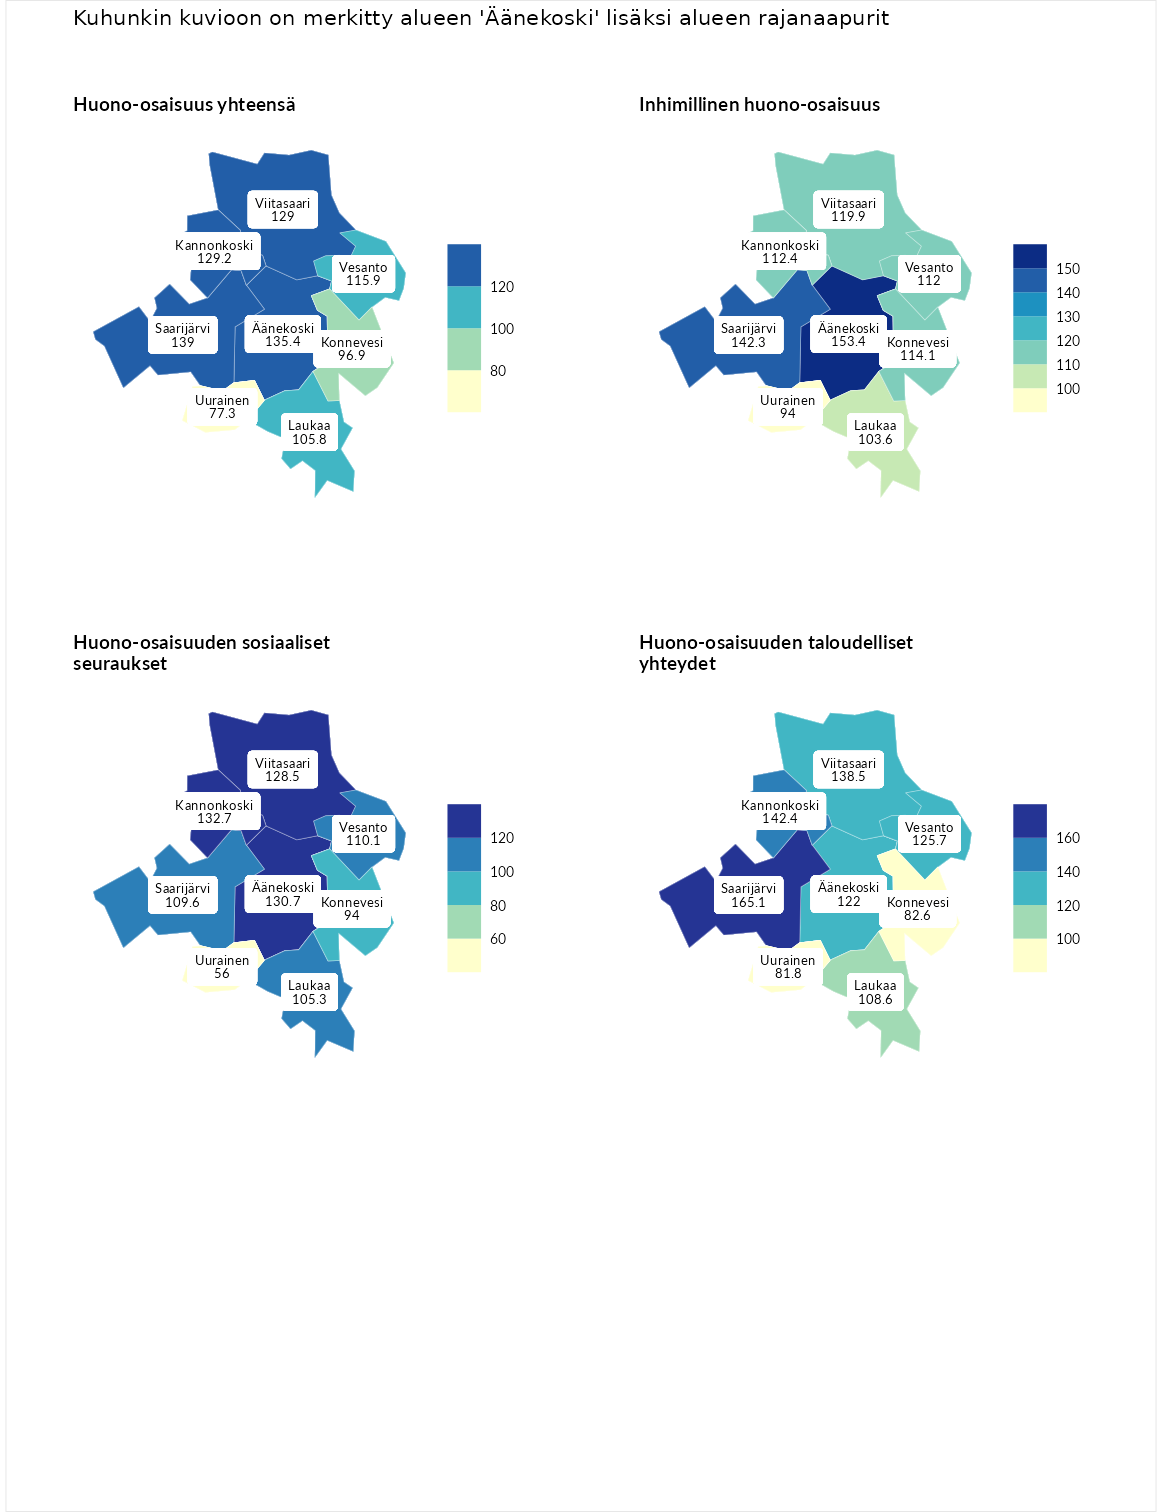 Kuhunkin kuvioon on merkitty alueen 'Äänekoski' lisäksi alueen rajanaapurit
Huono-osaisuus yhteensä
Viitasaari
129
Kannonkoski
129.2
Vesanto
115.9
Saarijärvi
139
Äänekoski
135.4
Konnevesi
96.9
Uurainen
77.3
Laukaa
105.8
120
100
80
Inhimillinen huono-osaisuus
Viitasaari
119.9
Kannonkoski
112.4
Vesanto
112
Saarijärvi
142.3
Äänekoski
153.4
Konnevesi
114.1
Uurainen
94
Laukaa
103.6
150
140
130
120
110
100
Huono-osaisuuden sosiaaliset
seuraukset
Viitasaari
128.5
Kannonkoski
132.7
Vesanto
110.1
Saarijärvi
109.6
Äänekoski
130.7
Konnevesi
94
Uurainen
56
Laukaa
105.3
120
100
80
60
Huono-osaisuuden taloudelliset
yhteydet
Viitasaari
138.5
Kannonkoski
142.4
Vesanto
125.7
Saarijärvi
165.1
Äänekoski
122
Konnevesi
82.6
Uurainen
81.8
Laukaa
108.6
160
140
120
100